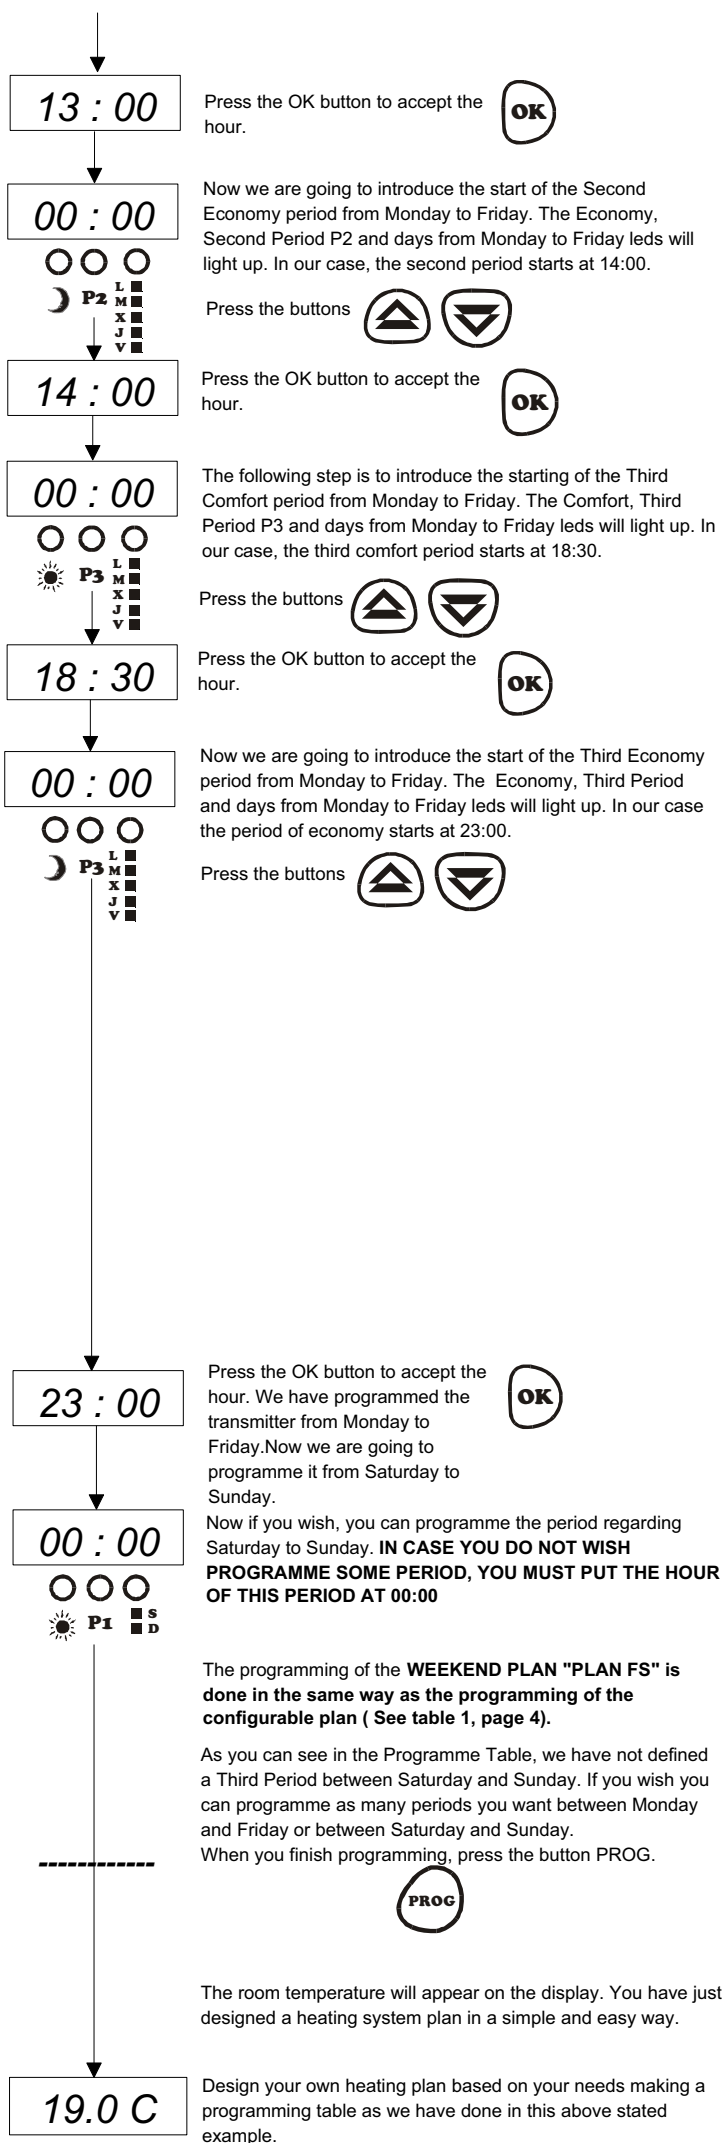 13 : 00
Press the OK button to accept the
hour.
OK
00 : 00
Now we are going to introduce the start of the Second
Economy period from Monday to Friday. The Economy,
Second Period P2 and days from Monday to Friday leds will
light up. In our case, the second period starts at 14:00.
P2
L
M
X
J
V
Press the buttons
14 : 00
Press the OK button to accept the
hour.
OK
00 : 00
The following step is to introduce the starting of the Third
Comfort period from Monday to Friday. The Comfort, Third
Period P3 and days from Monday to Friday leds will light up. In
our case, the third comfort period starts at 18:30.
P3
L
M
X
J
V
Press the buttons
18 : 30
Press the OK button to accept the
hour.
OK
00 : 00
Now we are going to introduce the start of the Third Economy
period from Monday to Friday. The  Economy, Third Period
and days from Monday to Friday leds will light up. In our case
the period of economy starts at 23:00.
P3
L
M
X
J
V
Press the buttons
23 : 00
Press the OK button to accept the
hour. We have programmed the
transmitter from Monday to
Friday.Now we are going to
programme it from Saturday to
Sunday.
OK
00 : 00
Now if you wish, you can programme the period regarding
Saturday to Sunday. IN CASE YOU DO NOT WISH
PROGRAMME SOME PERIOD, YOU MUST PUT THE HOUR
OF THIS PERIOD AT 00:00
P1
S
D
The programming of the WEEKEND PLAN "PLAN FS" is
done in the same way as the programming of the
configurable plan ( See table 1, page 4).
As you can see in the Programme Table, we have not defined
a Third Period between Saturday and Sunday. If you wish you
can programme as many periods you want between Monday
and Friday or between Saturday and Sunday.
When you finish programming, press the button PROG.
------------
PROG
The room temperature will appear on the display. You have just
designed a heating system plan in a simple and easy way.
19.0 C
Design your own heating plan based on your needs making a
programming table as we have done in this above stated
example.